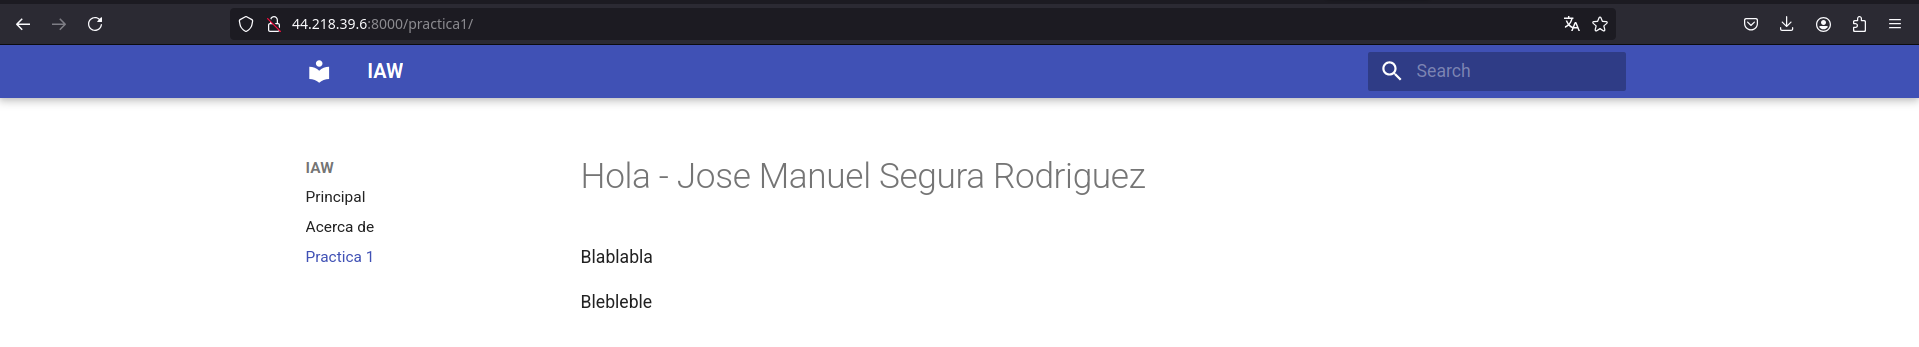 44.218.39.6:8000/practica1/
IAW
Search
IAW
Principal
Acerca de
Practica 1
Hola - Jose Manuel Segura Rodriguez
Blablabla
Blebleble